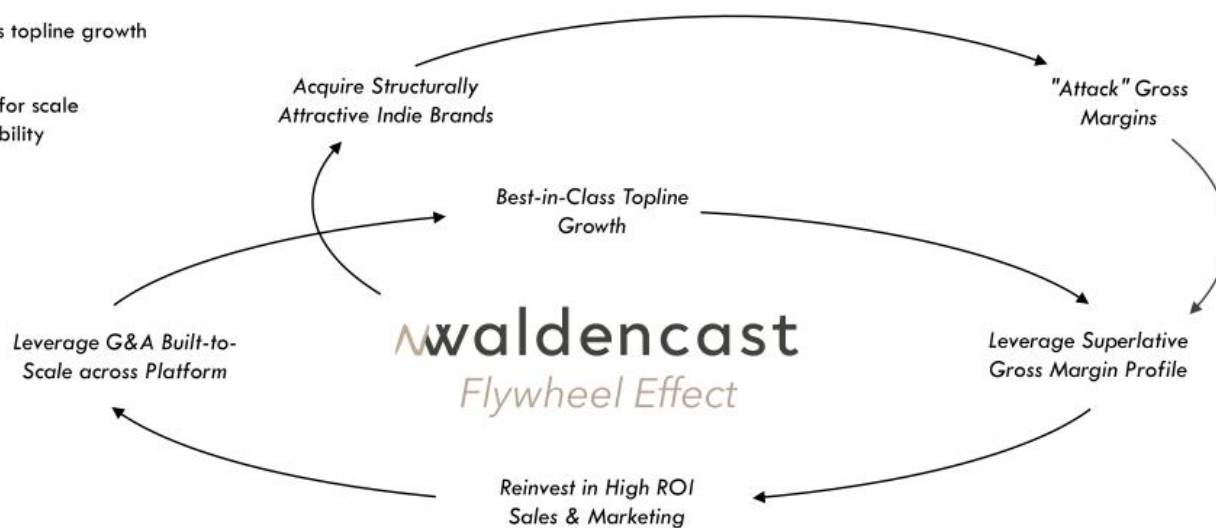 s topline growth
for scale
bility
Acquire Structurally
Attractive Indie Brands
"Attack" Gross
Margins
Best-in-Class Topline
Growth
Leverage G&A Built-to-
Scale across Platform
waldencast
Flywheel Effect
Leverage Superlative
Gross Margin Profile
Reinvest in High ROI
Sales & Marketing